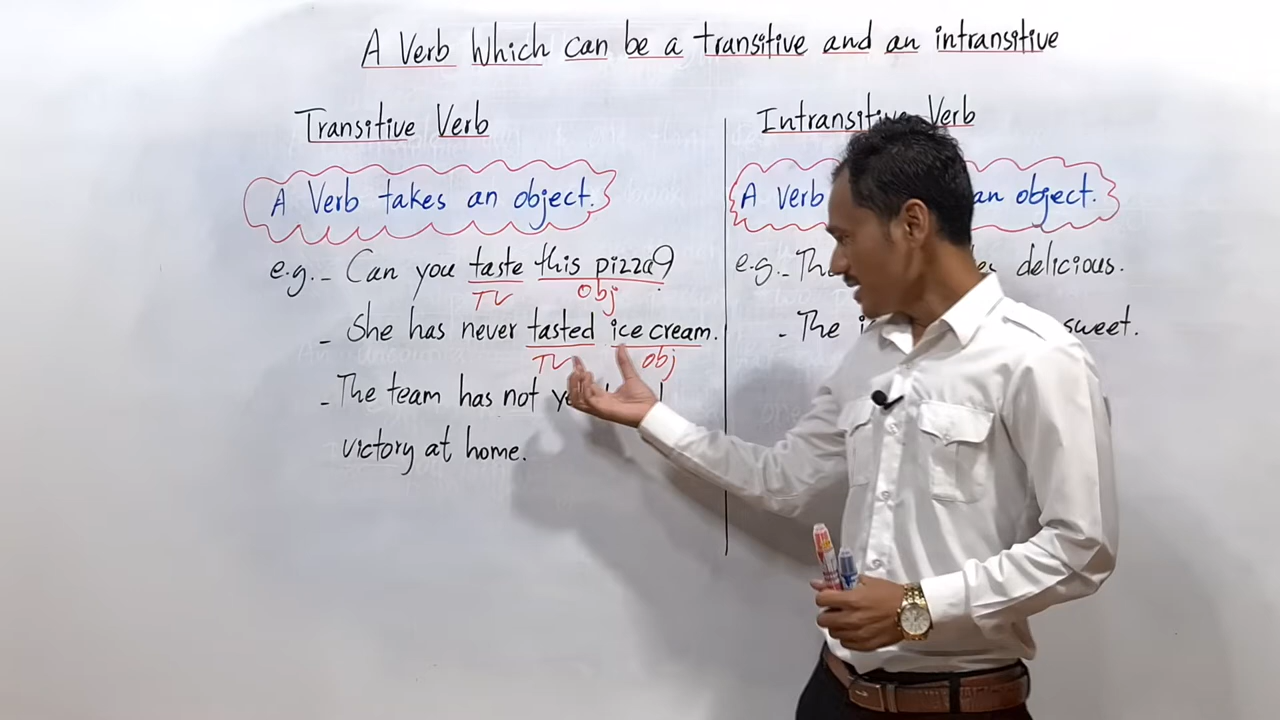 A Verb Which can be a transitive and an intransitive
Transitive Verb
A Verb takes an object.
e.g. - Can you taste this pizza?
TV obj
- She has never tasted ice cream.
TV obj
- The team has not
victory at home.
Intransitive Verb
A verb an object.
e.g. - delicious.
- The sweet.